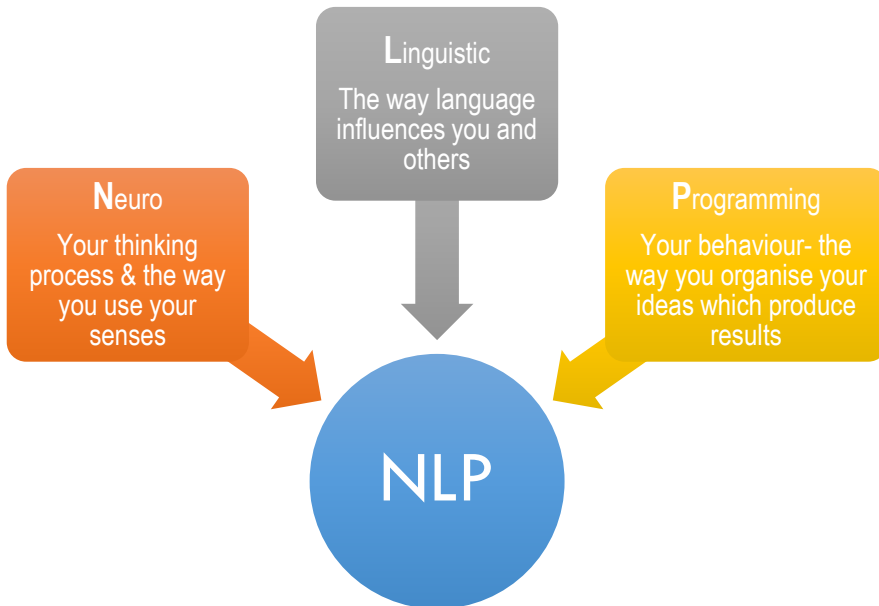 Linguistic
The way language
influences you and
others
Neuro
Your thinking
process & the way
you use your
senses
Programming
Your behaviour- the
way you organise your
ideas which produce
results
NLP